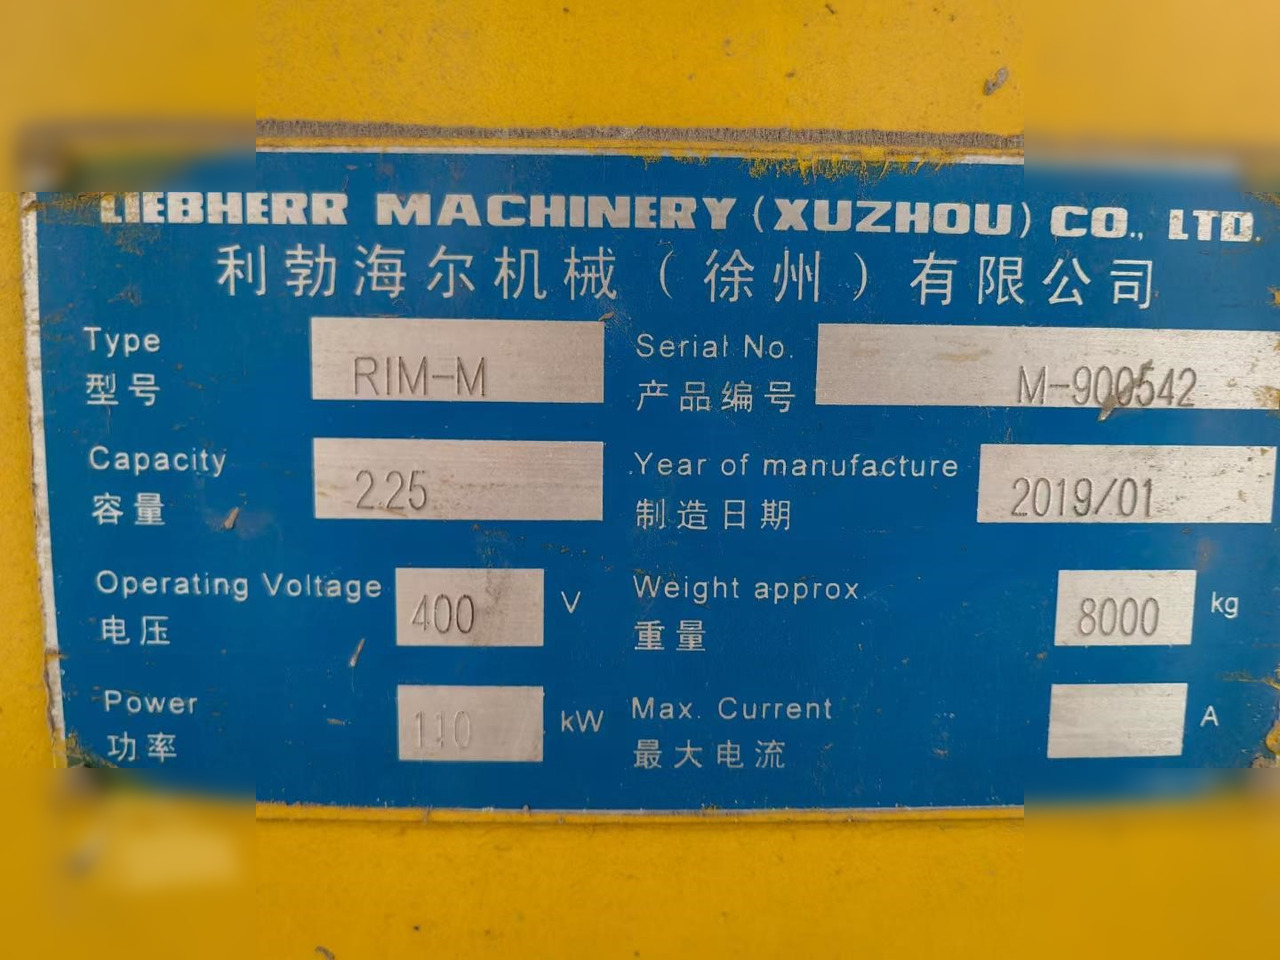 LIEBHERR MACHINERY (XUZHOU) CO., LTD.
利勃海尔机械（徐州）有限公司
Type RIM-M Serial No. M-900542
型号 产品编号
Capacity 2.25 Year of manufacture 2019/01
容量 制造日期
Operating Voltage 400 V Weight approx. 8000 kg
电压 重量
Power 110 kW Max. Current A
功率 最大电流